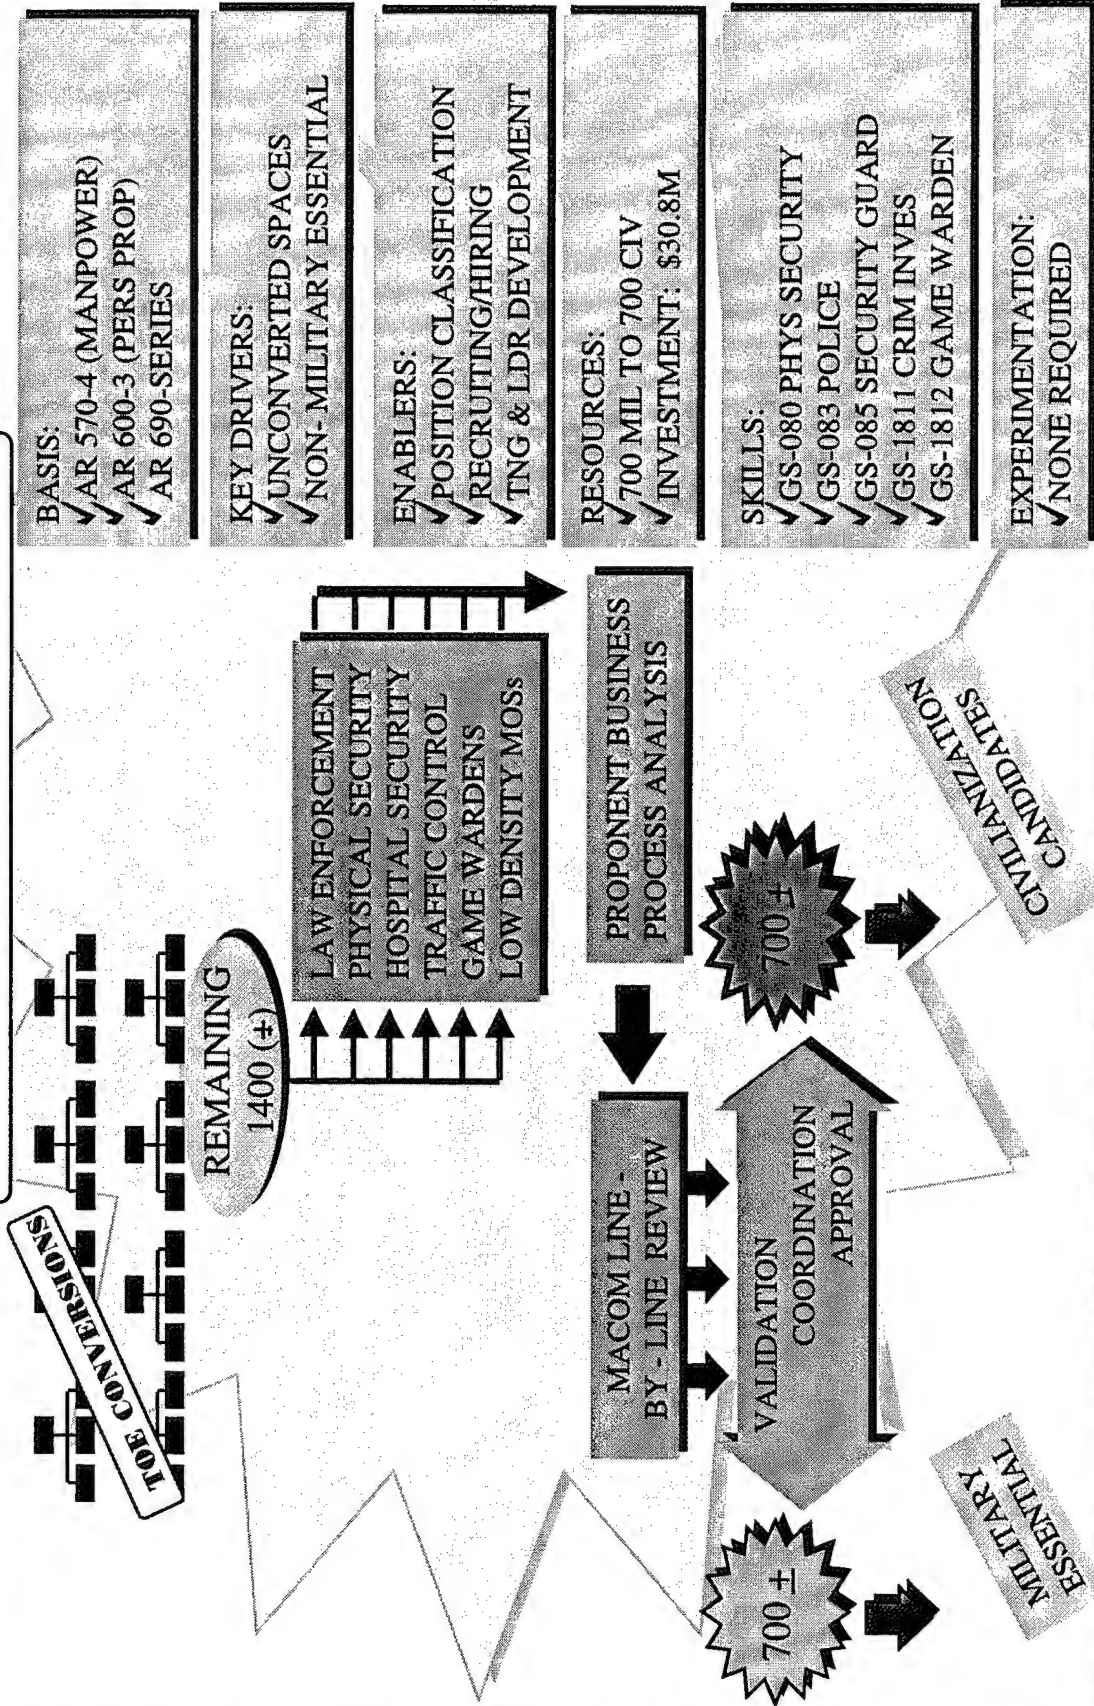 TOE CONVERSIONS
REMAINING
1400 (±)
LAW ENFORCEMENT
PHYSICAL SECURITY
HOSPITAL SECURITY
TRAFFIC CONTROL
GAME WARDENS
LOW DENSITY MOSs
PROPONENT BUSINESS
PROCESS ANALYSIS
MACOM LINE -
BY - LINE REVIEW
VALIDATION
COORDINATION
APPROVAL
700 ±
700 ±
MILITARY
ESSENTIAL
CIVILIANIZATION
CANDIDATES
BASIS:
✓AR 570-4 (MANPOWER)
✓AR 600-3 (PERS PROP)
✓AR 690-SERIES
KEY DRIVERS:
✓UNCONVERTED SPACES
✓NON- MILITARY ESSENTIAL
ENABLERS:
✓POSITION CLASSIFICATION
✓RECRUITING/HIRING
✓TNG & LDR DEVELOPMENT
RESOURCES:
✓700 MIL TO 700 CIV
✓INVESTMENT: $30.8M
SKILLS:
✓GS-080 PHYS SECURITY
✓GS-083 POLICE
✓GS-085 SECURITY GUARD
✓GS-1811 CRIM INVES
✓GS-1812 GAME WARDEN
EXPERIMENTATION:
✓NONE REQUIRED